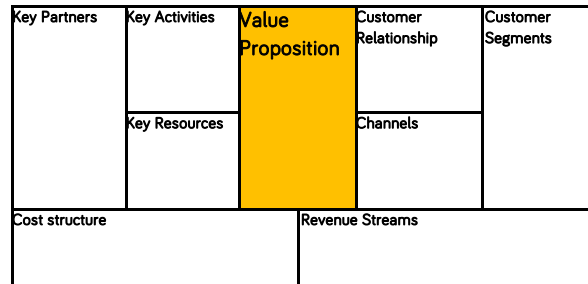 Key Partners
Key Activities
Value
Proposition
Customer
Relationship
Customer
Segments
Key Resources
Channels
Cost structure
Revenue Streams